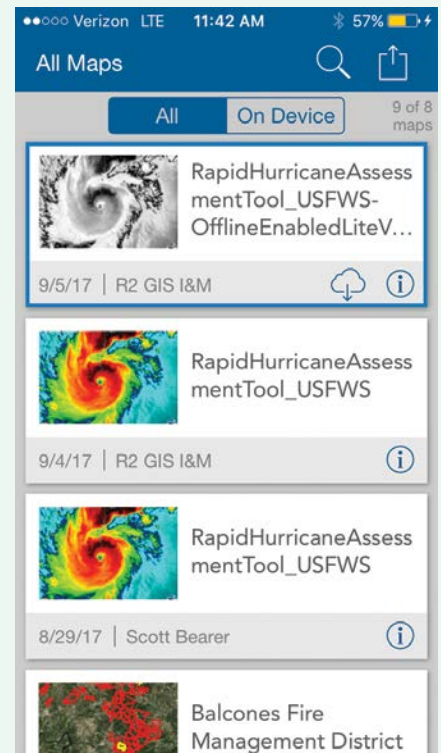 Verizon LTE 11:42 AM 57%
All Maps
All On Device 9 of 8
maps
RapidHurricaneAssess
mentTool_USFWS-
OfflineEnabledLiteV...
9/5/17 | R2 GIS I&M
RapidHurricaneAssess
mentTool_USFWS
9/4/17 | R2 GIS I&M
RapidHurricaneAssess
mentTool_USFWS
8/29/17 | Scott Bearer
Balcones Fire
Management District